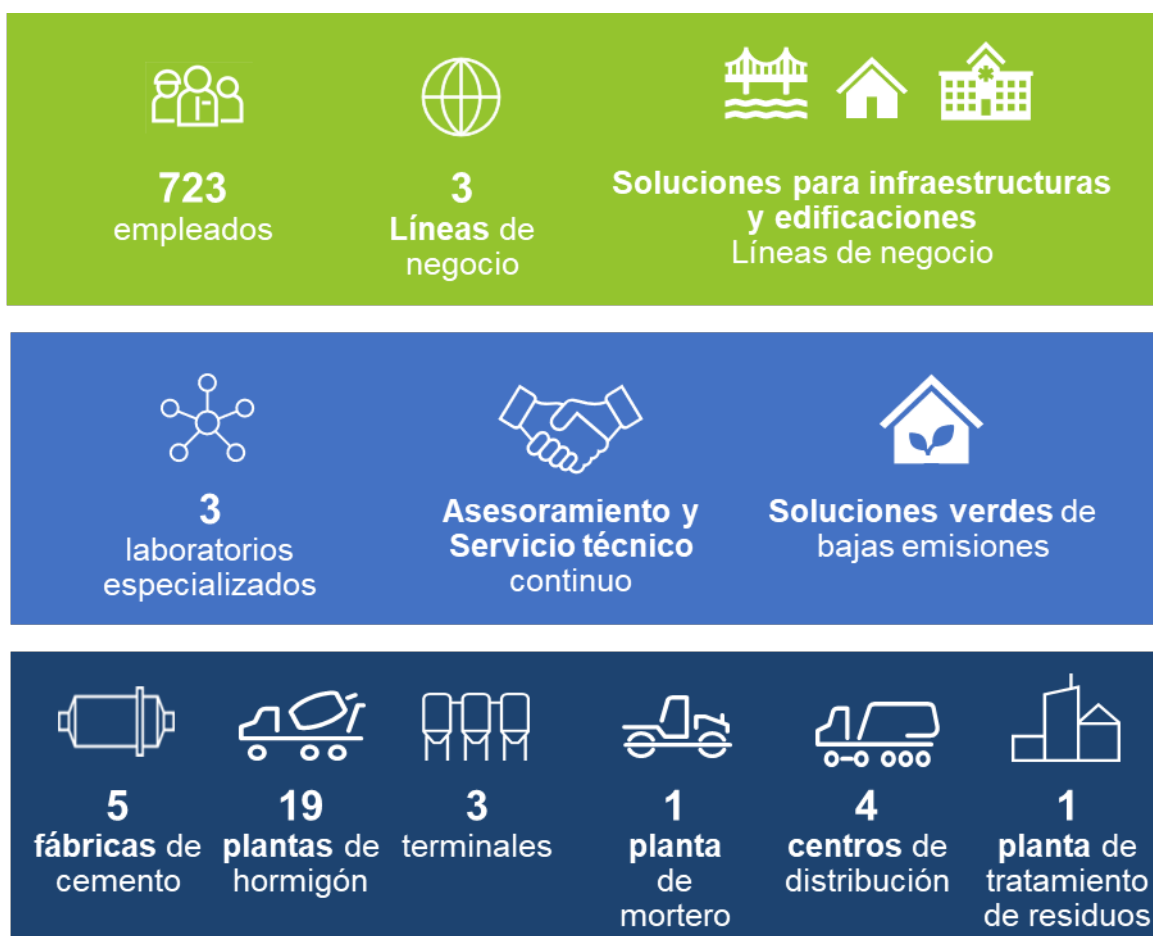 723
empleados
3
Líneas de
negocio
Soluciones para infraestructuras
y edificaciones
Líneas de negocio
3
laboratorios
especializados
Asesoramiento y
Servicio técnico
continuo
Soluciones verdes de
bajas emisiones
5
fábricas de
cemento
19
plantas de
hormigón
3
terminales
1
planta
de
mortero
4
centros de
distribución
1
planta de
tratamiento
de residuos